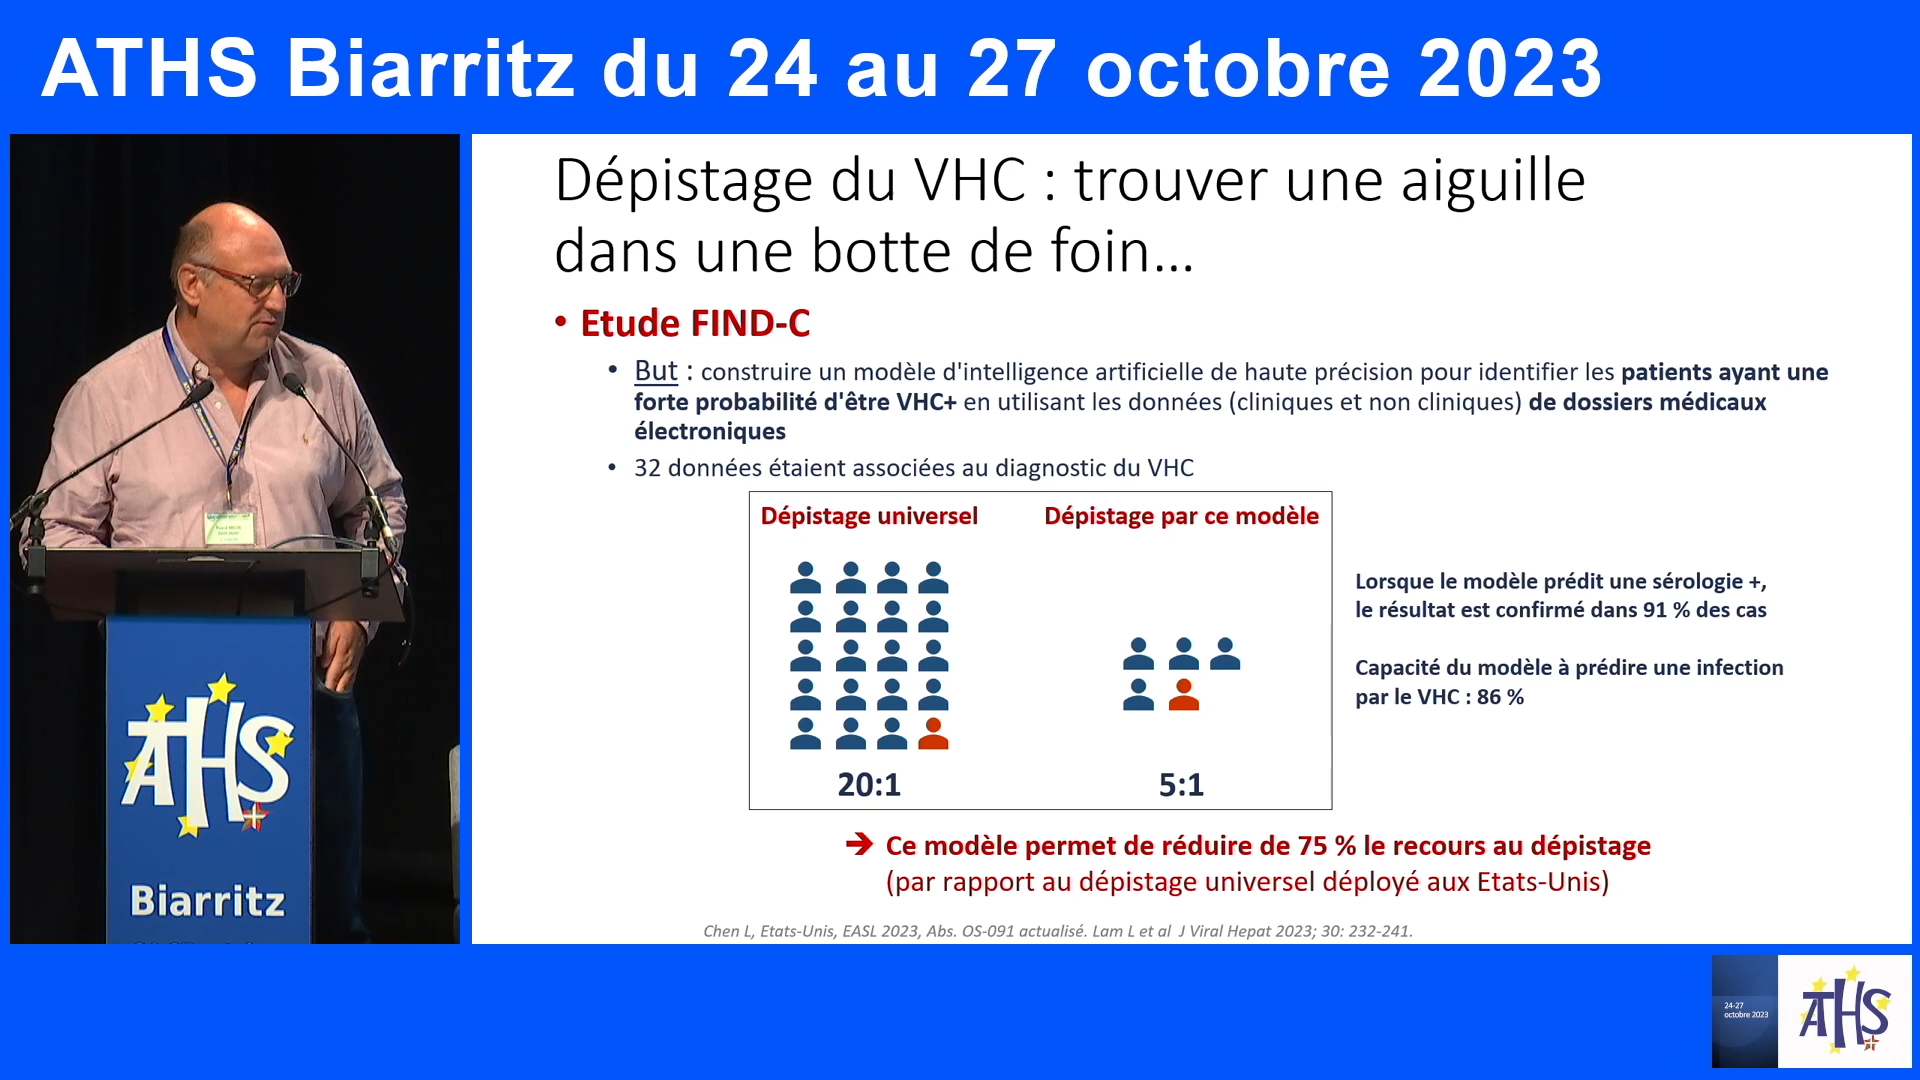 ATHS Biarritz du 24 au 27 octobre 2023
Dépistage du VHC : trouver une aiguille
dans une botte de foin...
• Etude FIND-C
• But : construire un modèle d'intelligence artificielle de haute précision pour identifier les patients ayant une
forte probabilité d'être VHC+ en utilisant les données (cliniques et non cliniques) de dossiers médicaux
électroniques
• 32 données étaient associées au diagnostic du VHC
Dépistage universel
Dépistage par ce modèle
20:1
5:1
Lorsque le modèle prédit une sérologie +,
le résultat est confirmé dans 91 % des cas
Capacité du modèle à prédire une infection
par le VHC : 86 %
➔ Ce modèle permet de réduire de 75 % le recours au dépistage
(par rapport au dépistage universel déployé aux Etats-Unis)
Chen L, Etats-Unis, EASL 2023, Abs. OS-091 actualisé. Lam L et al J Viral Hepat 2023; 30: 232-241.
ATHS
Biarritz
24-27
octobre 2023
ATHS